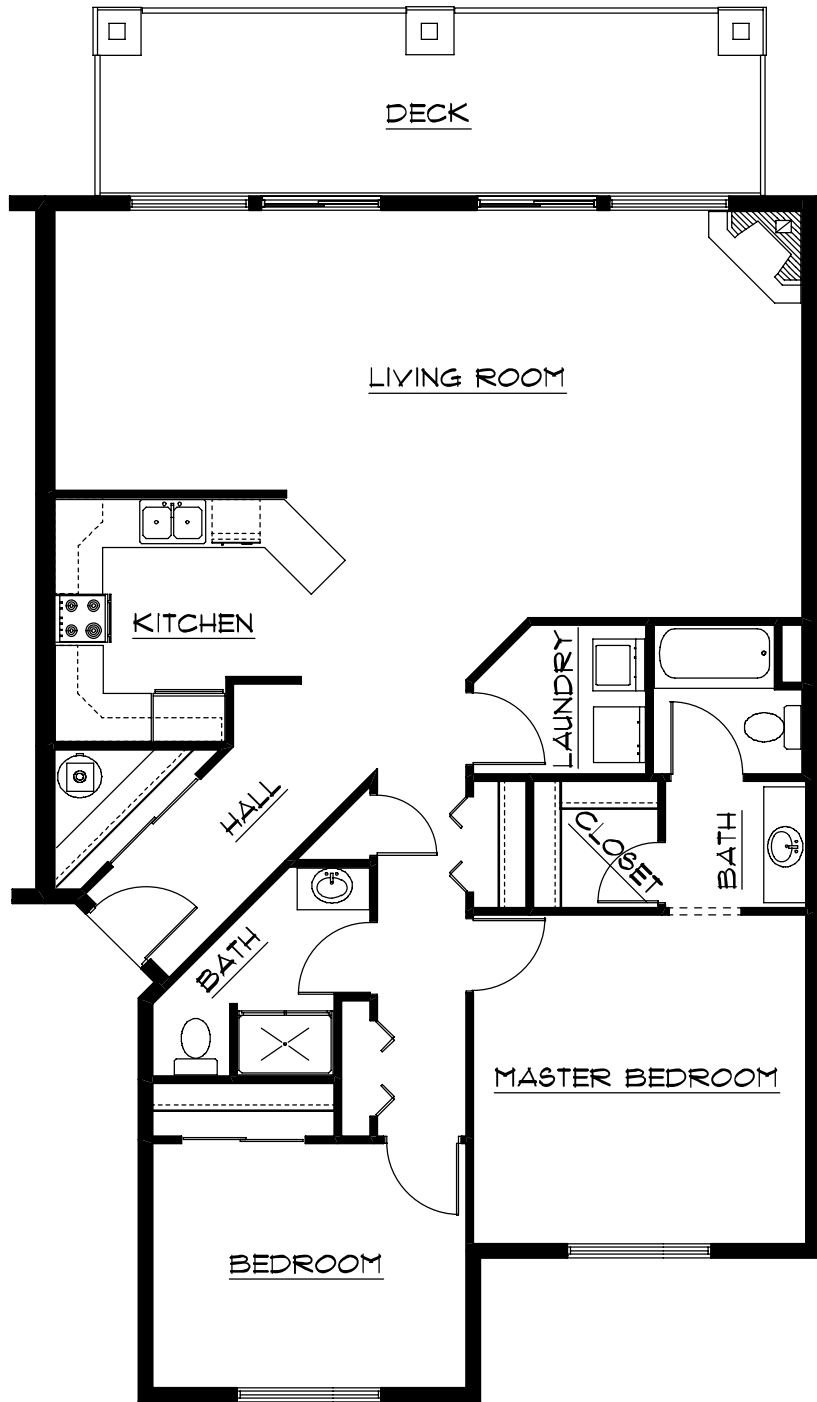 DECK
LIVING ROOM
KITCHEN
LAUNDRY
HALL
CLOSET
BATH
BATH
MASTER BEDROOM
BEDROOM